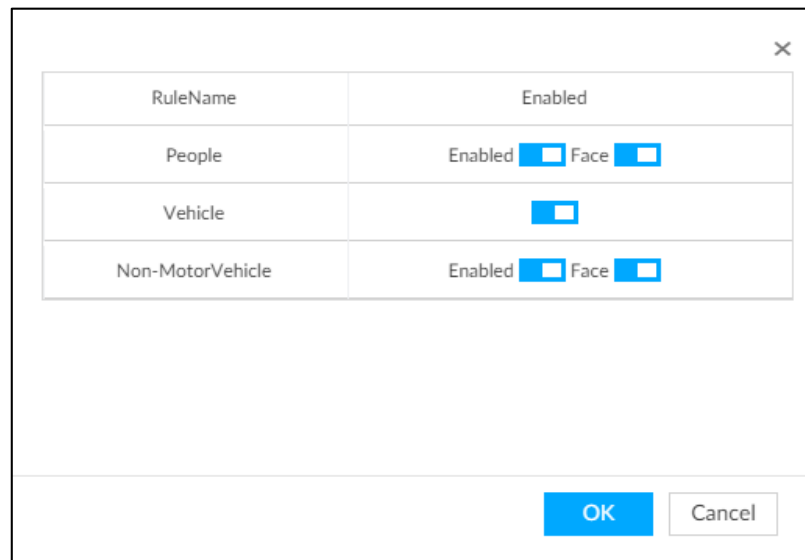 RuleName Enabled
People Enabled Face
Vehicle
Non-MotorVehicle Enabled Face
OK Cancel